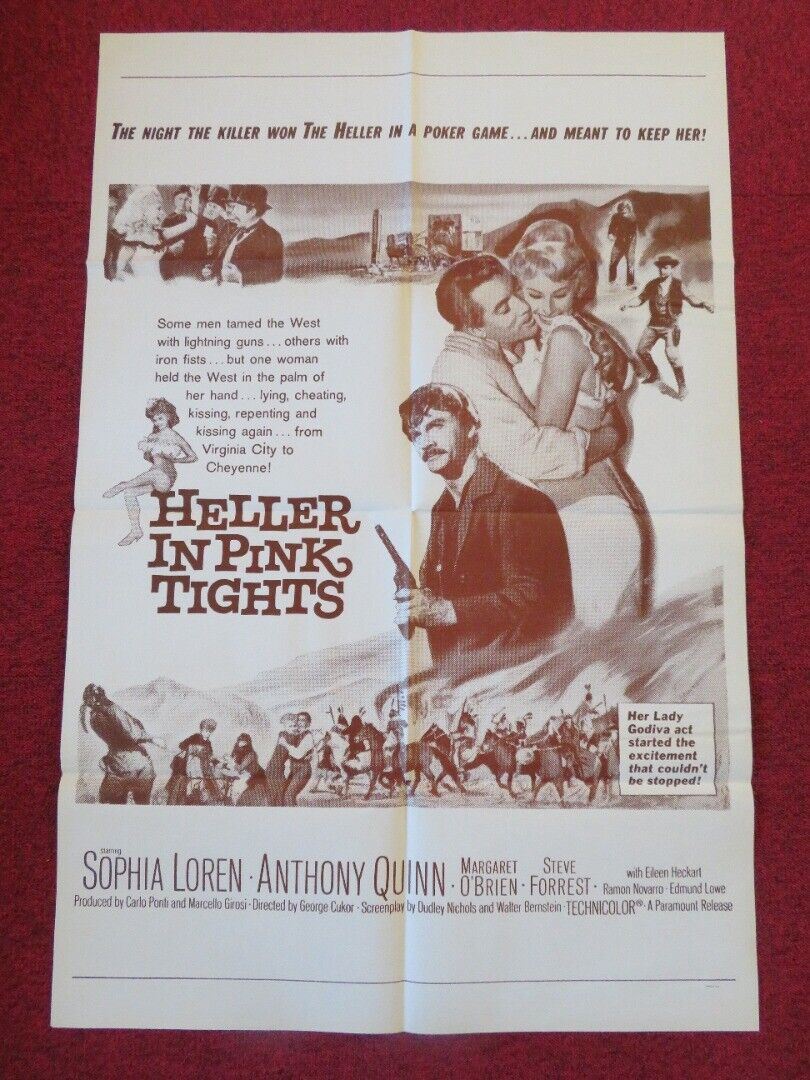 THE NIGHT THE KILLER WON THE HELLER IN A POKER GAME...AND MEANT TO KEEP HER!
Some men tamed the West
with lightning guns...others with
iron fists...but one woman
held the West in the palm of
her hand...lying, cheating,
kissing, repenting and
kissing again...from
Virginia City to
Cheyenne!
HELLER
IN PINK
TIGHTS
Her Lady
Godiva act
started the
excitement
that couldn't
be stopped!
starring
SOPHIA LOREN · ANTHONY QUINN · MARGARET O'BRIEN · STEVE FORREST · with Eileen Heckart
Ramon Novarro · Edmund Lowe
Produced by Carlo Ponti and Marcello Girosi · Directed by George Cukor · Screenplay by Dudley Nichols and Walter Bernstein · TECHNICOLOR® · A Paramount Release